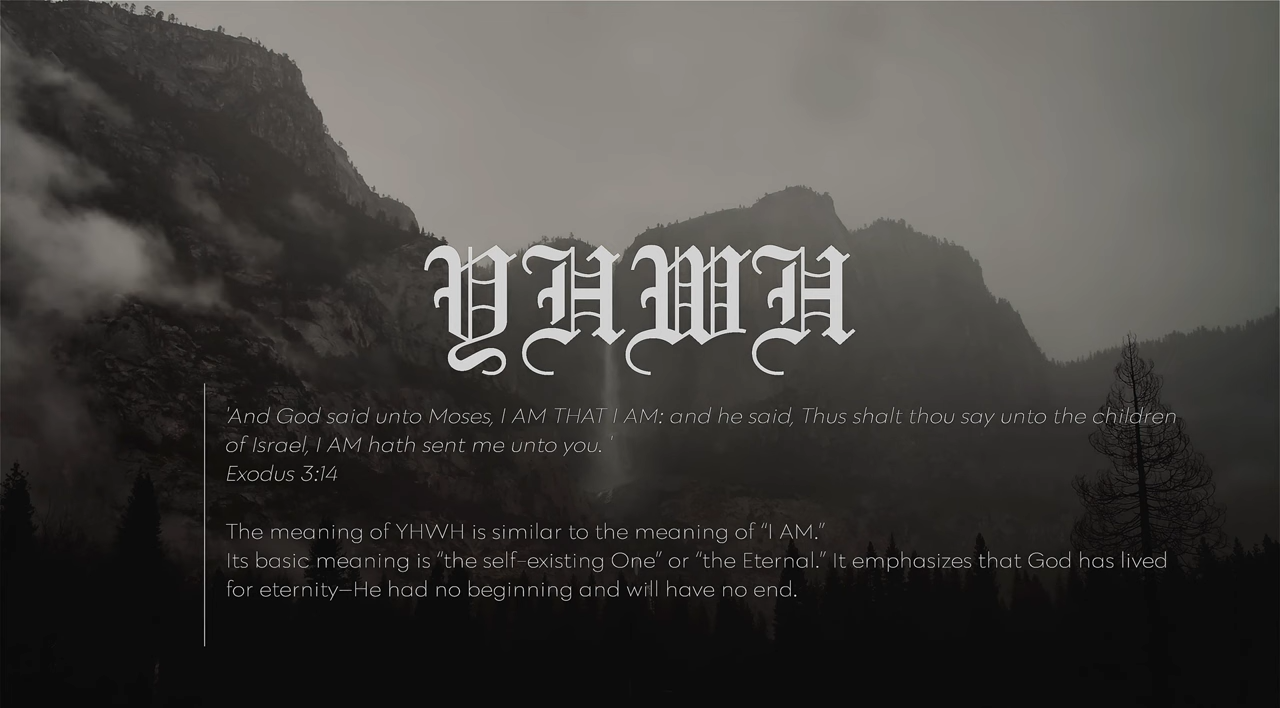 YHWH
'And God said unto Moses, I AM THAT I AM: and he said, Thus shalt thou say unto the children
of Israel, I AM hath sent me unto you. '
Exodus 3:14
The meaning of YHWH is similar to the meaning of “I AM.”
Its basic meaning is “the self-existing One” or “the Eternal.” It emphasizes that God has lived
for eternity—He had no beginning and will have no end.